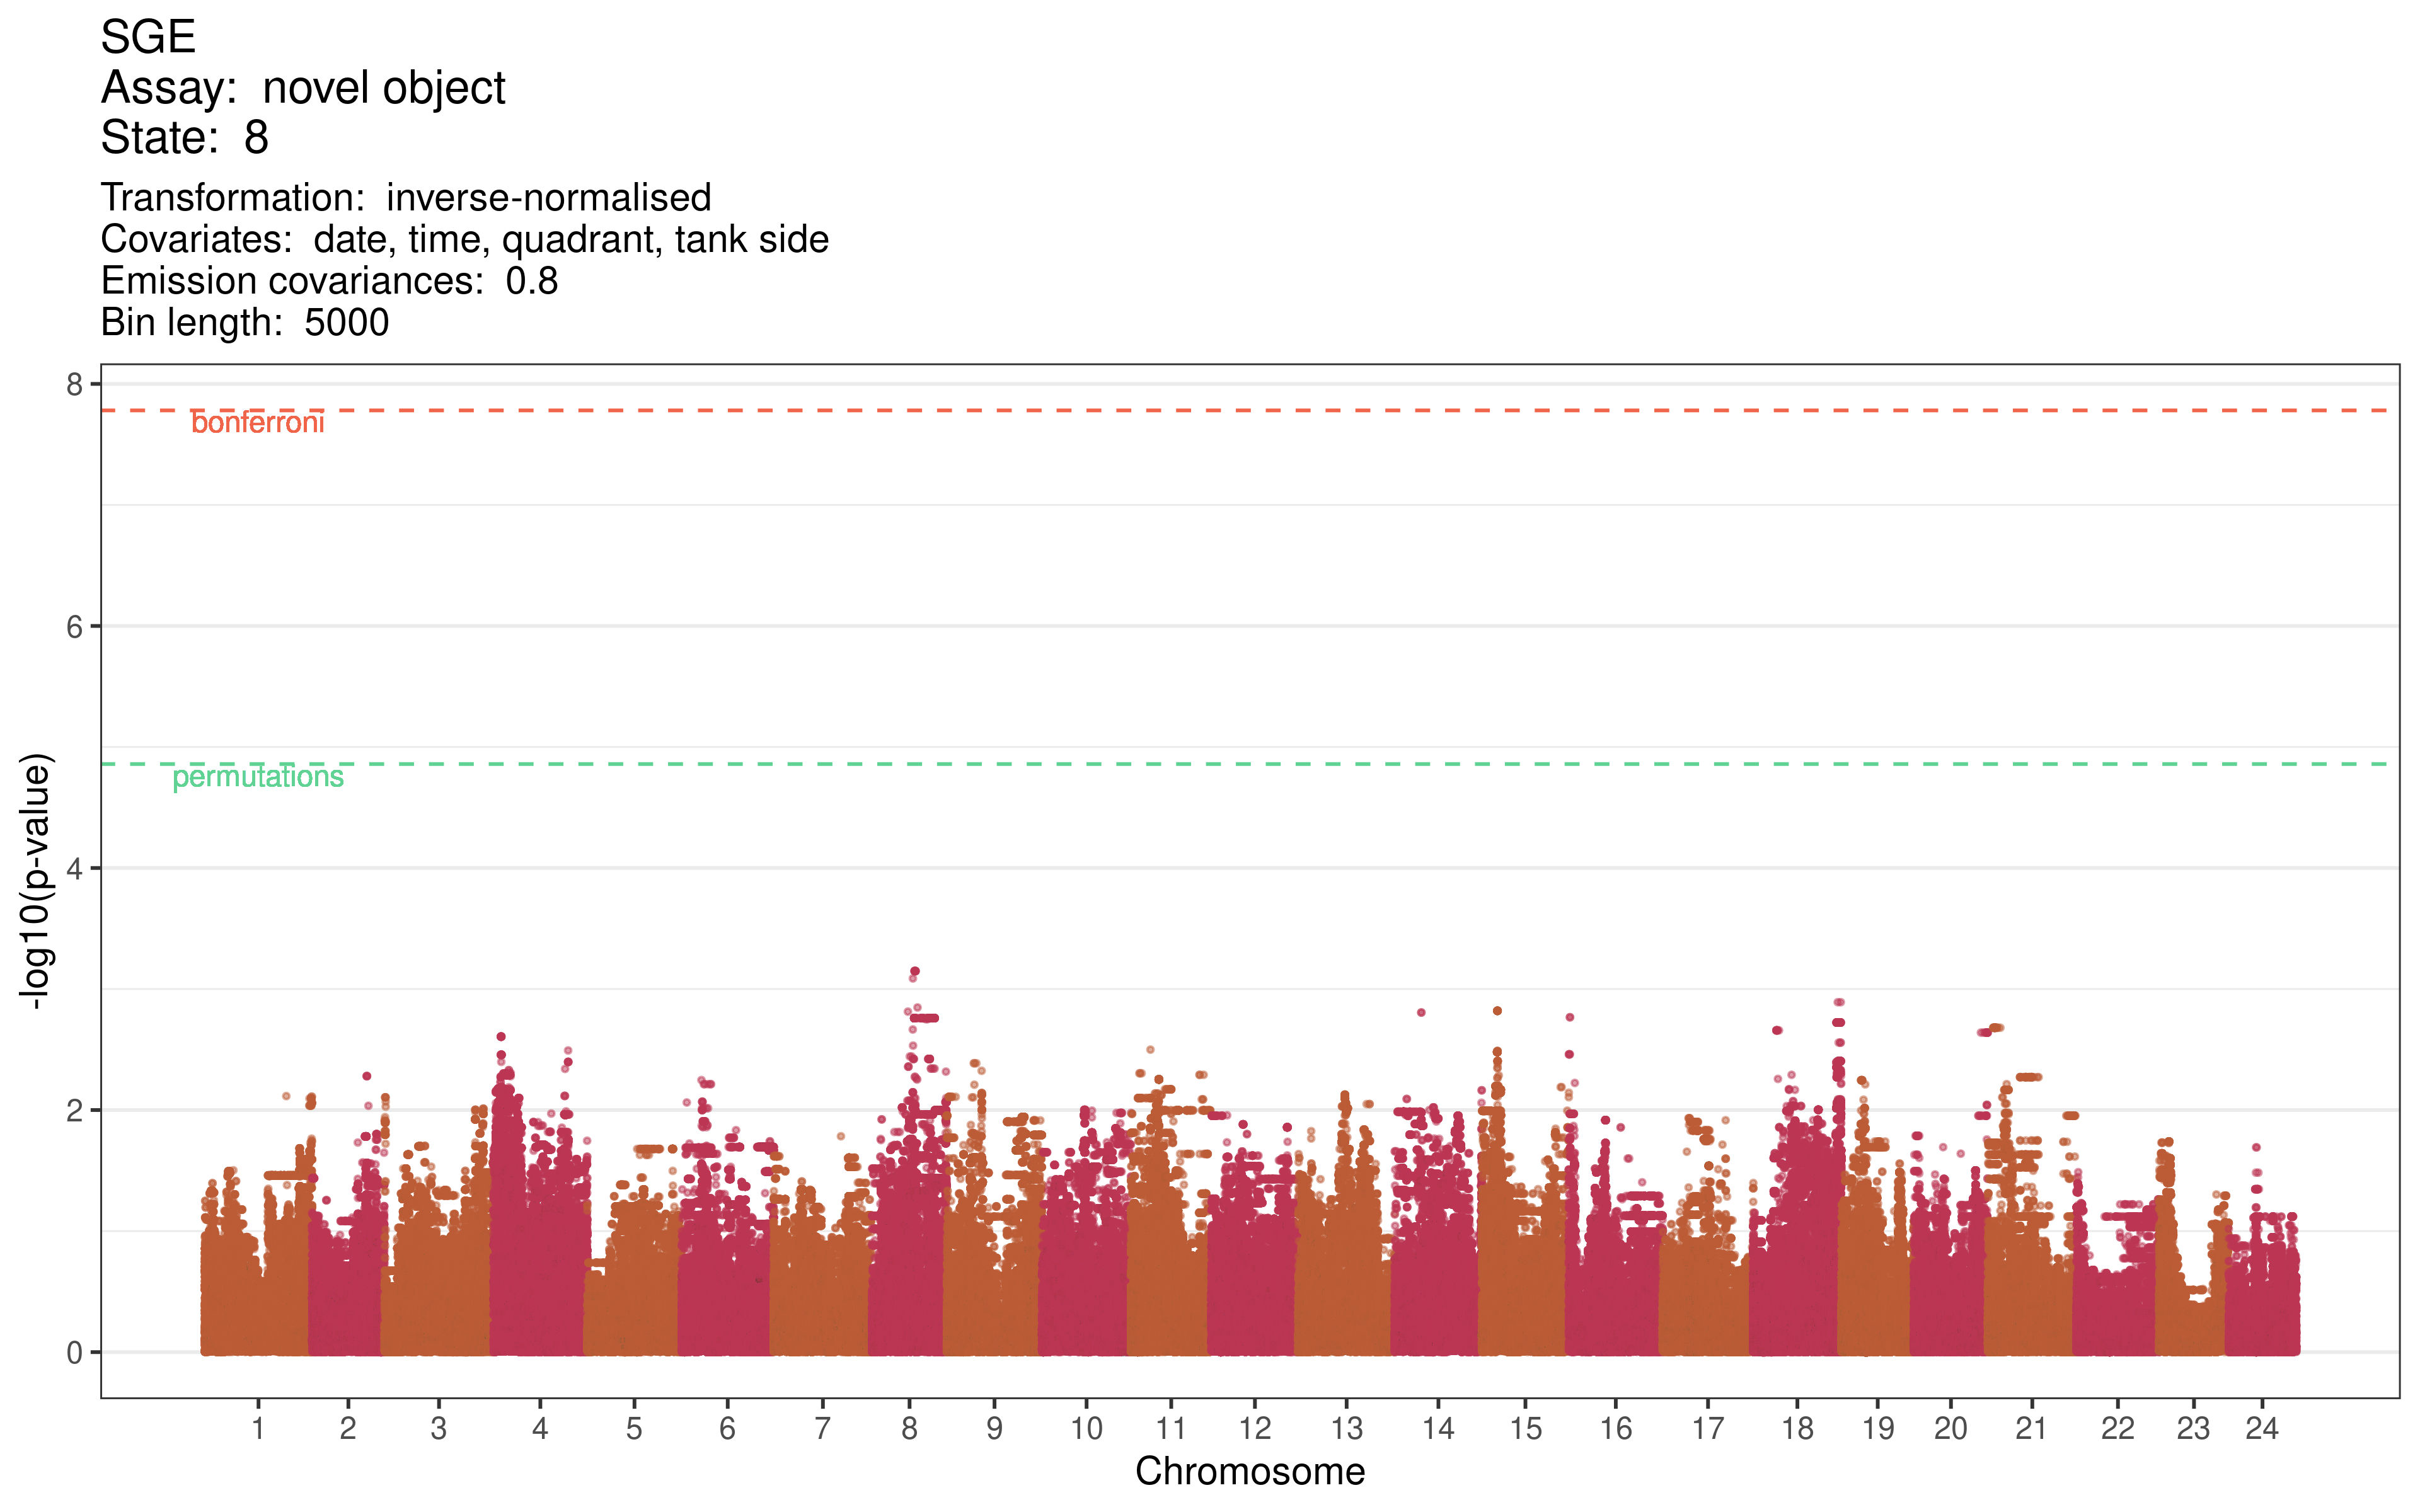 SGE
Assay:  novel object
State:  8
Transformation:  inverse-normalised
Covariates:  date, time, quadrant, tank side
Emission covariances:  0.8
Bin length:  5000
8
bonferroni
6
permutations
4
2
0
-log10(p-value)
1 2 3 4 5 6 7 8 9 10 11 12 13 14 15 16 17 18 19 20 21 22 23 24
Chromosome